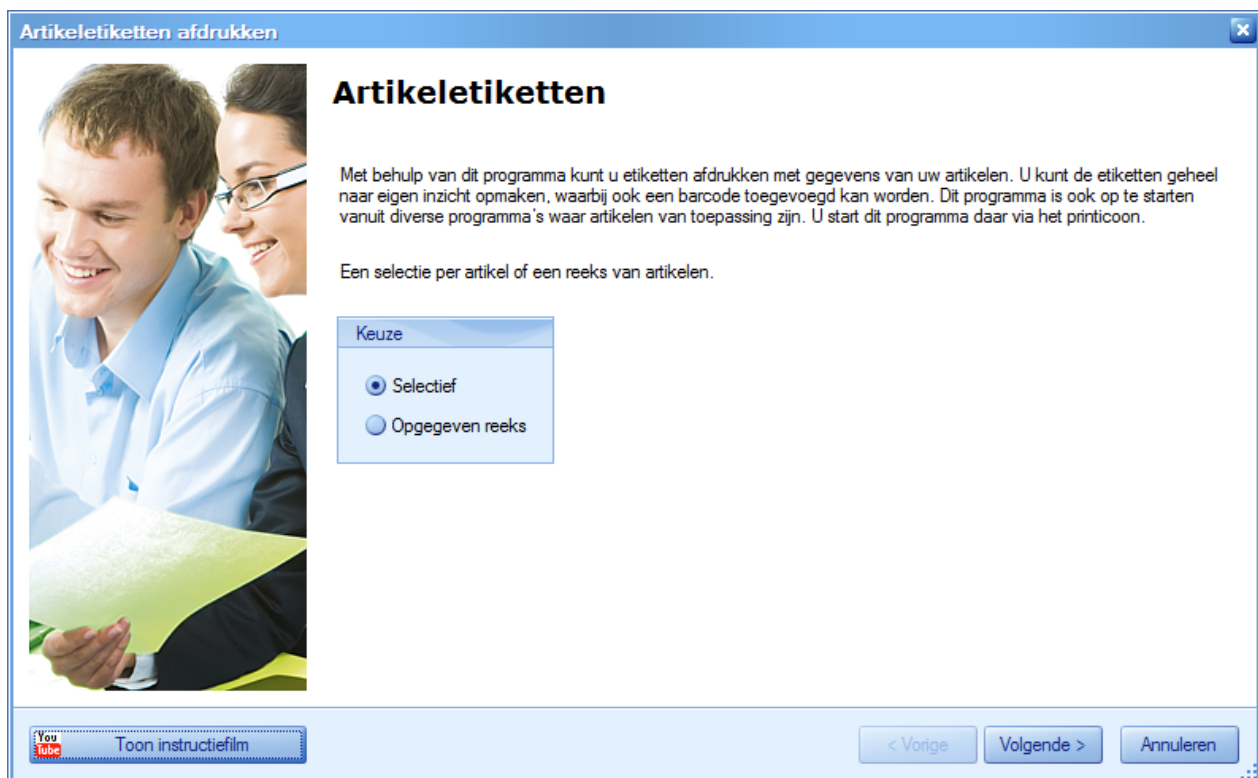 Artikeletiketten afdrukken
Artikeletiketten
Met behulp van dit programma kunt u etiketten afdrukken met gegevens van uw artikelen. U kunt de etiketten geheel
naar eigen inzicht opmaken, waarbij ook een barcode toegevoegd kan worden. Dit programma is ook op te starten
vanuit diverse programma's waar artikelen van toepassing zijn. U start dit programma daar via het printicoon.
Een selectie per artikel of een reeks van artikelen.
Keuze
Selectief
Opgegeven reeks
You
Tube
Toon instructiefilm
< Vorige
Volgende >
Annuleren